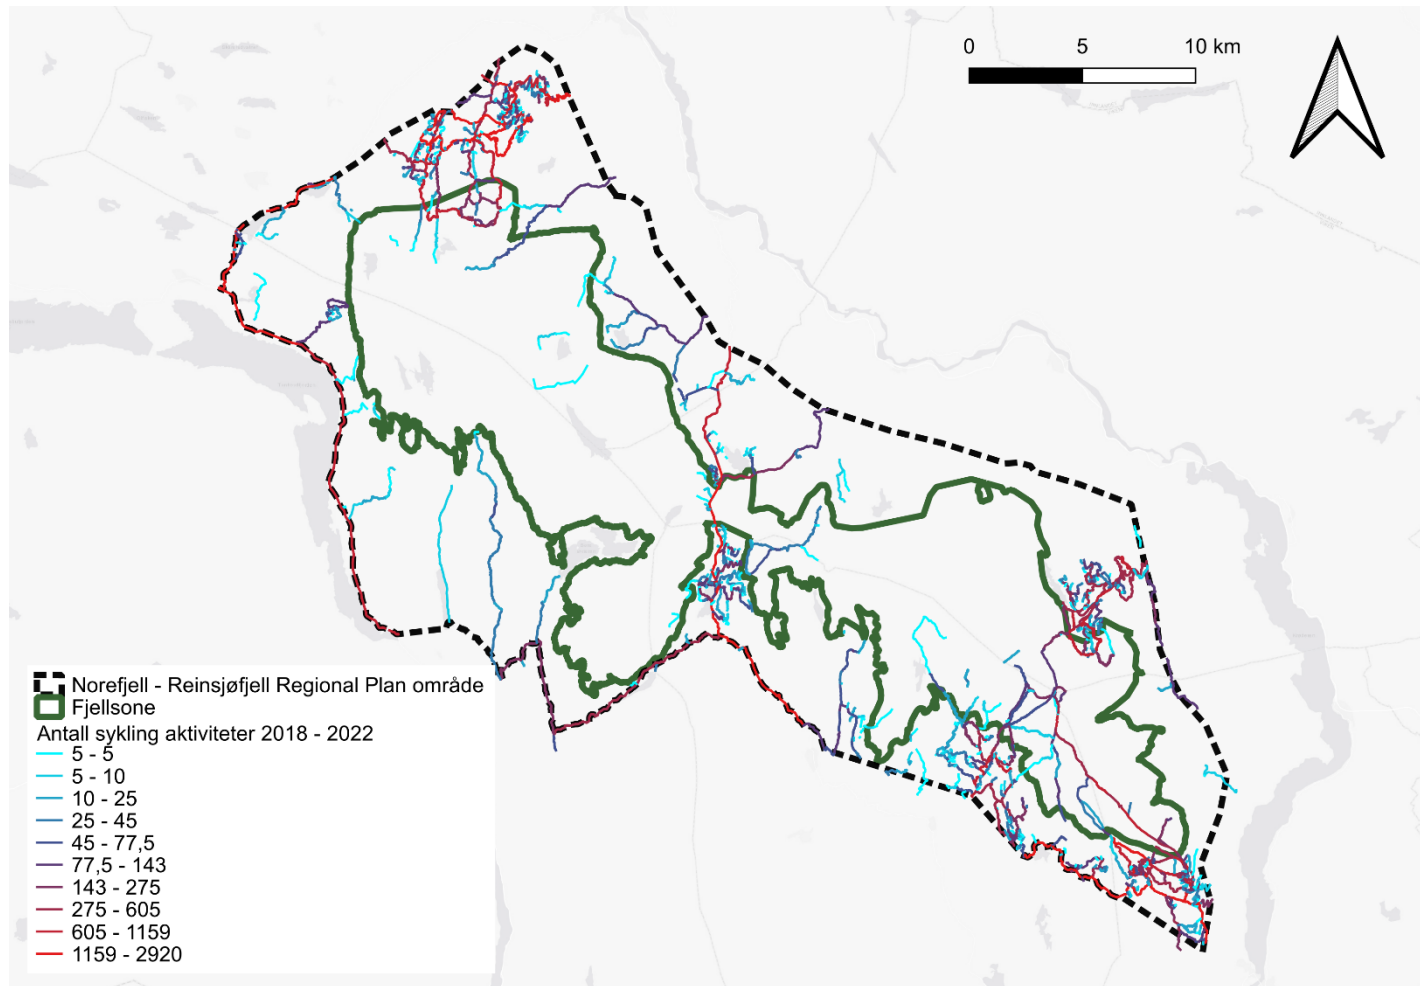 0 5 10 km
Norefjell - Reinsjøfjell Regional Plan område
Fjellsone
Antall sykling aktiviteter 2018 - 2022
5 - 5
5 - 10
10 - 25
25 - 45
45 - 77,5
77,5 - 143
143 - 275
275 - 605
605 - 1159
1159 - 2920